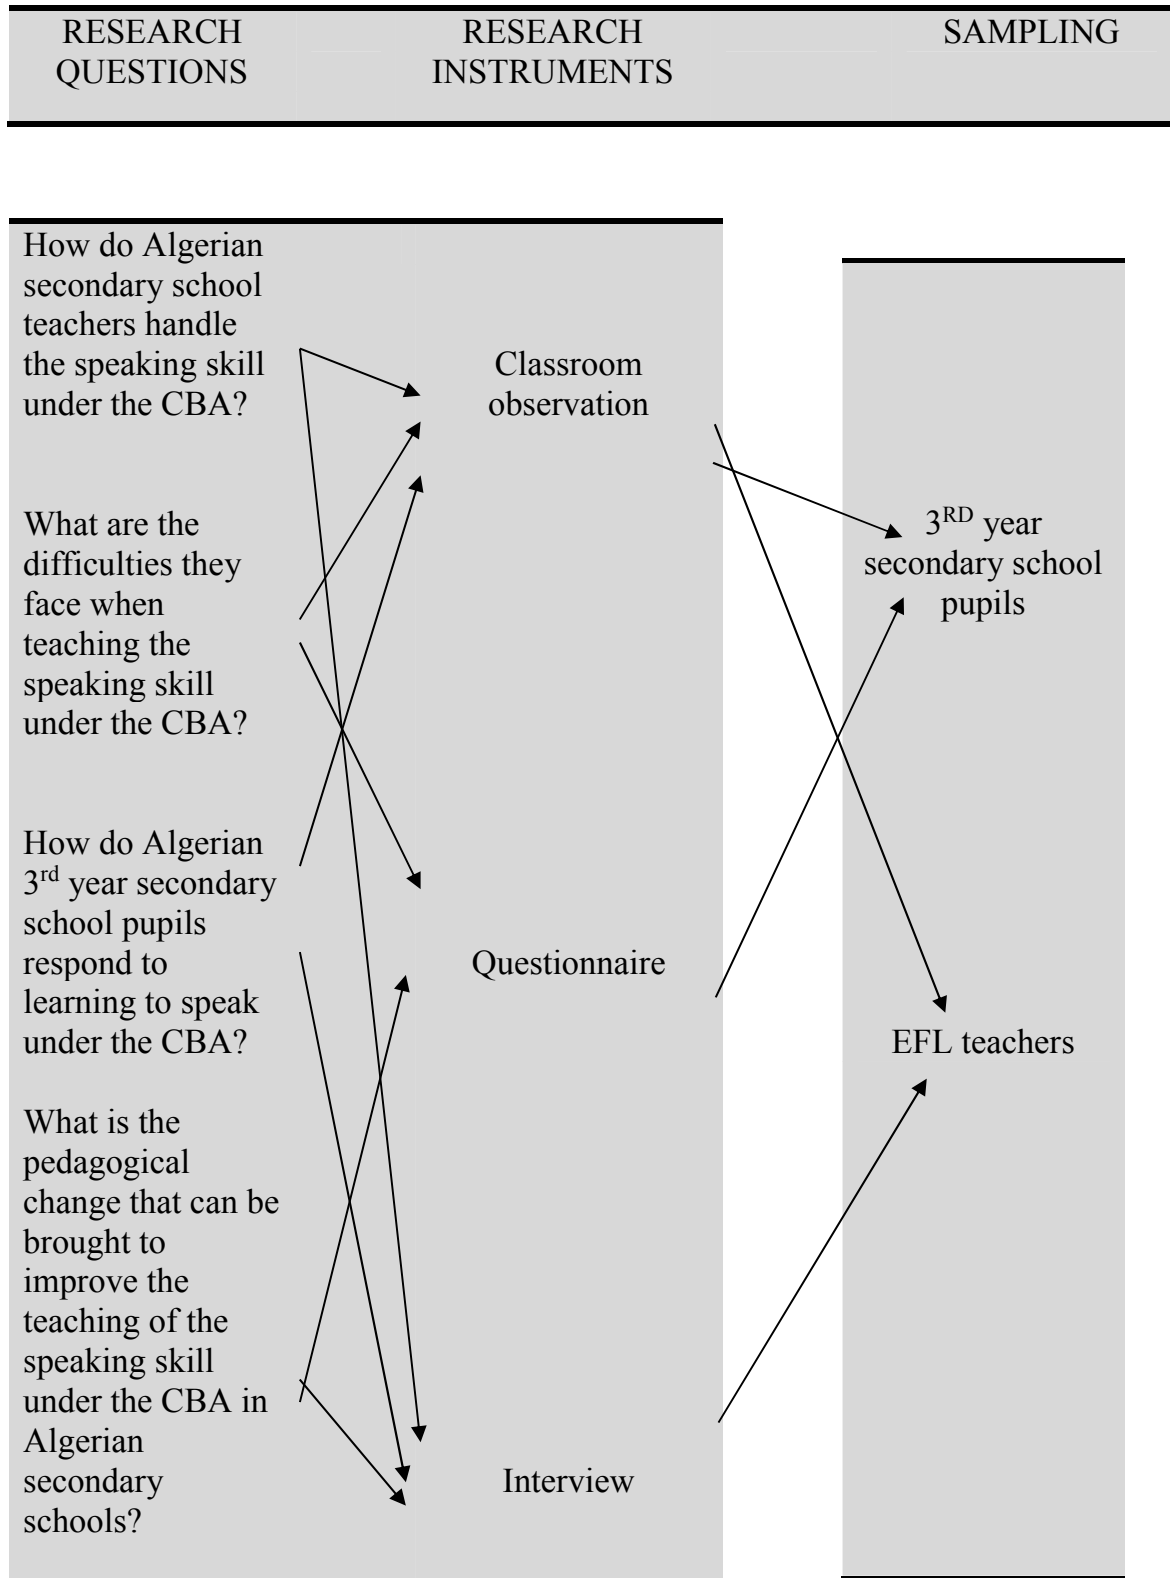 RESEARCH
QUESTIONS
RESEARCH
INSTRUMENTS
SAMPLING
How do Algerian
secondary school
teachers handle
the speaking skill
under the CBA?
What are the
difficulties they
face when
teaching the
speaking skill
under the CBA?
How do Algerian
3rd year secondary
school pupils
respond to
learning to speak
under the CBA?
What is the
pedagogical
change that can be
brought to
improve the
teaching of the
speaking skill
under the CBA in
Algerian
secondary
schools?
Classroom
observation
Questionnaire
Interview
3RD year
secondary school
pupils
EFL teachers